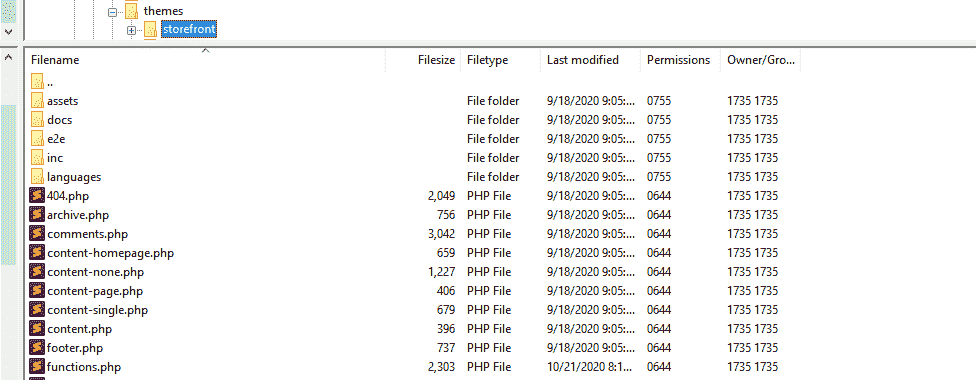 themes
storefront
Filename Filesize Filetype Last modified Permissions Owner/Gro...
..
assets File folder 9/18/2020 9:05:... 0755 1735 1735
docs File folder 9/18/2020 9:05:... 0755 1735 1735
e2e File folder 9/18/2020 9:05:... 0755 1735 1735
inc File folder 9/18/2020 9:05:... 0755 1735 1735
languages File folder 9/18/2020 9:05:... 0755 1735 1735
404.php 2,049 PHP File 9/18/2020 9:05:... 0644 1735 1735
archive.php 756 PHP File 9/18/2020 9:05:... 0644 1735 1735
comments.php 3,042 PHP File 9/18/2020 9:05:... 0644 1735 1735
content-homepage.php 659 PHP File 9/18/2020 9:05:... 0644 1735 1735
content-none.php 1,227 PHP File 9/18/2020 9:05:... 0644 1735 1735
content-page.php 406 PHP File 9/18/2020 9:05:... 0644 1735 1735
content-single.php 679 PHP File 9/18/2020 9:05:... 0644 1735 1735
content.php 396 PHP File 9/18/2020 9:05:... 0644 1735 1735
footer.php 737 PHP File 9/18/2020 9:05:... 0644 1735 1735
functions.php 2,303 PHP File 10/21/2020 8:1... 0644 1735 1735